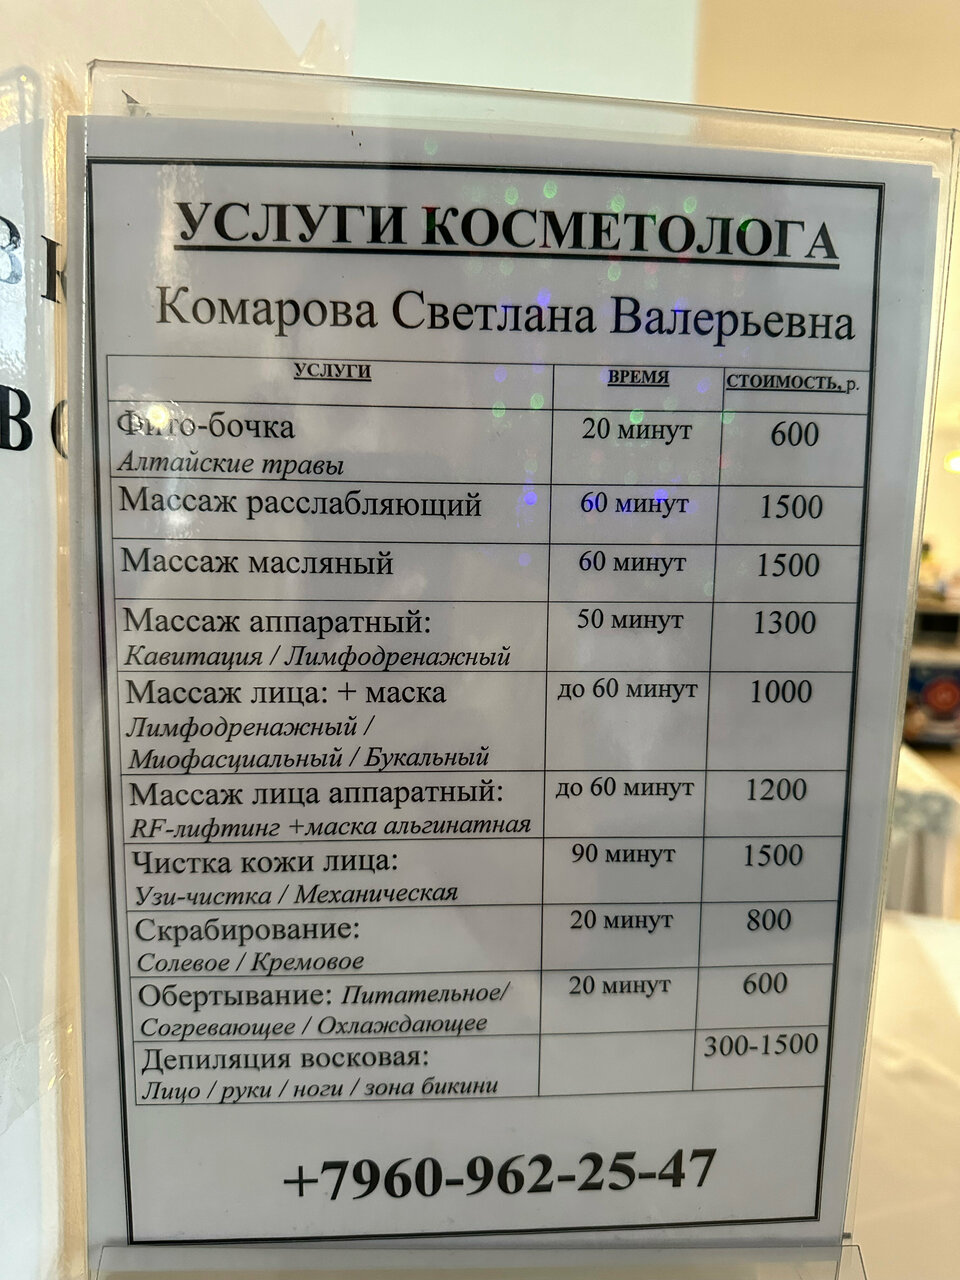 УСЛУГИ КОСМЕТОЛОГА
Комарова Светлана Валерьевна
УСЛУГИ ВРЕМЯ СТОИМОСТЬ, р.
Фито-бочка 20 минут 600
Алтайские травы
Массаж расслабляющий 60 минут 1500
Массаж масляный 60 минут 1500
Массаж аппаратный: 50 минут 1300
Кавитация / Лимфодренажный
Массаж лица: + маска до 60 минут 1000
Лимфодренажный /
Миофасциальный / Букальный
Массаж лица аппаратный: до 60 минут 1200
RF-лифтинг +маска альгинатная
Чистка кожи лица: 90 минут 1500
Узи-чистка / Механическая
Скрабирование: 20 минут 800
Солевое / Кремовое
Обертывание: Питательное/ 20 минут 600
Согревающее / Охлаждающее
Депиляция восковая: 300-1500
Лицо / руки / ноги / зона бикини
+7960-962-25-47